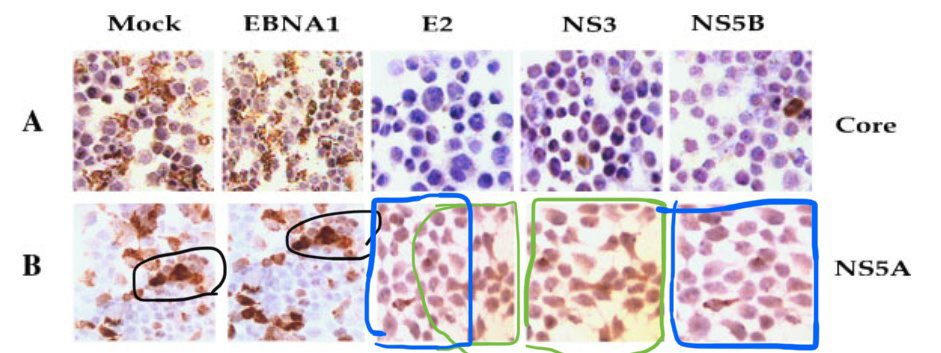 Mock EBNA1 E2 NS3 NS5B
A Core
B NS5A